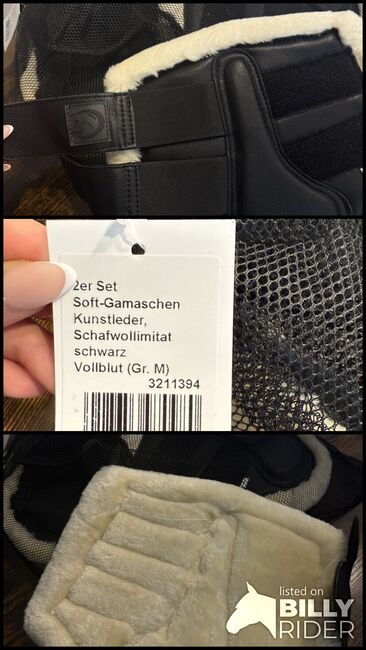 2er Set
Soft-Gamaschen
Kunstleder,
Schafwollimitat
schwarz
Vollblut (Gr. M)
3211394
listed on
BILLY
RIDER